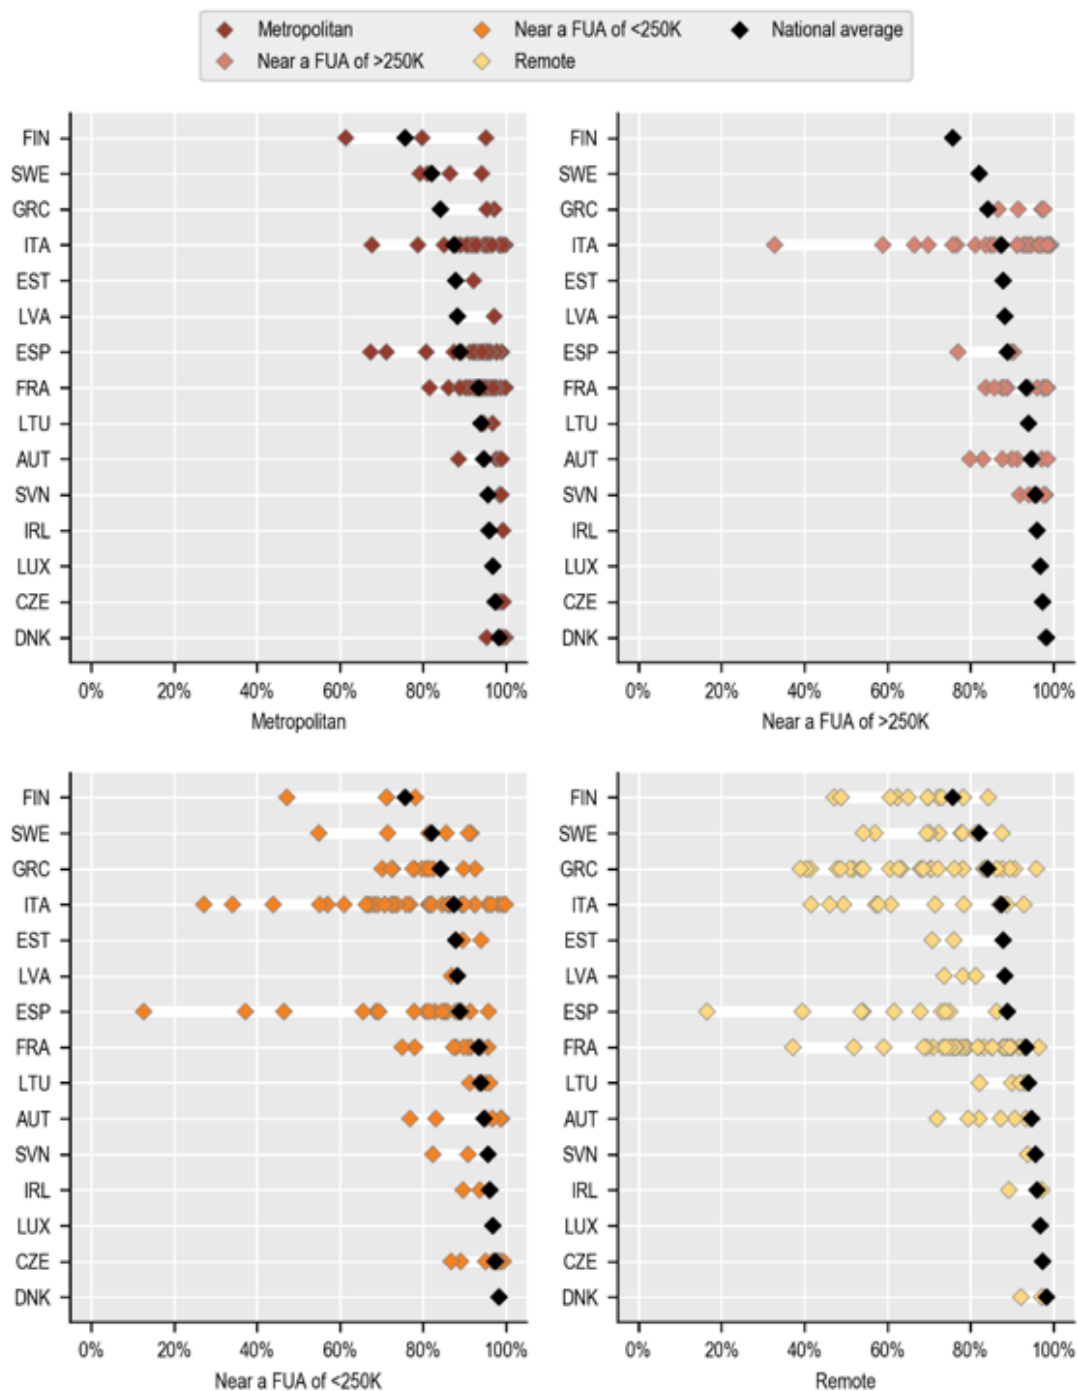 Metropolitan
Near a FUA of <250K
National average
Near a FUA of >250K
Remote
FIN
SWE
GRC
ITA
EST
LVA
ESP
FRA
LTU
AUT
SVN
IRL
LUX
CZE
DNK
0% 20% 40% 60% 80% 100%
Metropolitan
FIN
SWE
GRC
ITA
EST
LVA
ESP
FRA
LTU
AUT
SVN
IRL
LUX
CZE
DNK
0% 20% 40% 60% 80% 100%
Near a FUA of >250K
FIN
SWE
GRC
ITA
EST
LVA
ESP
FRA
LTU
AUT
SVN
IRL
LUX
CZE
DNK
0% 20% 40% 60% 80% 100%
Near a FUA of <250K
FIN
SWE
GRC
ITA
EST
LVA
ESP
FRA
LTU
AUT
SVN
IRL
LUX
CZE
DNK
0% 20% 40% 60% 80% 100%
Remote